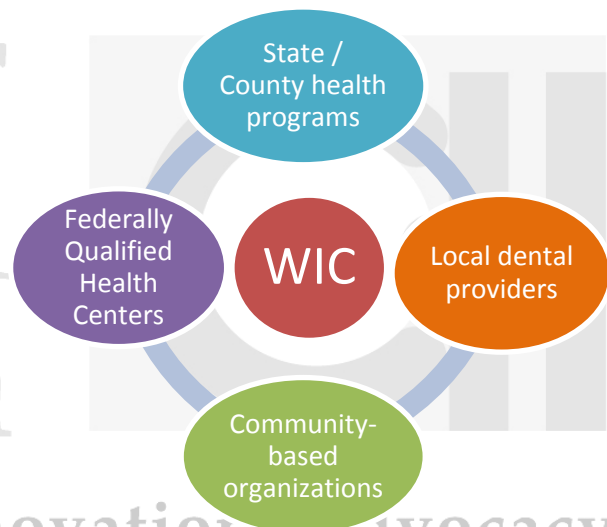 State /
County health
programs
Federally
Qualified
Health
Centers
WIC
Local dental
providers
Community-
based
organizations